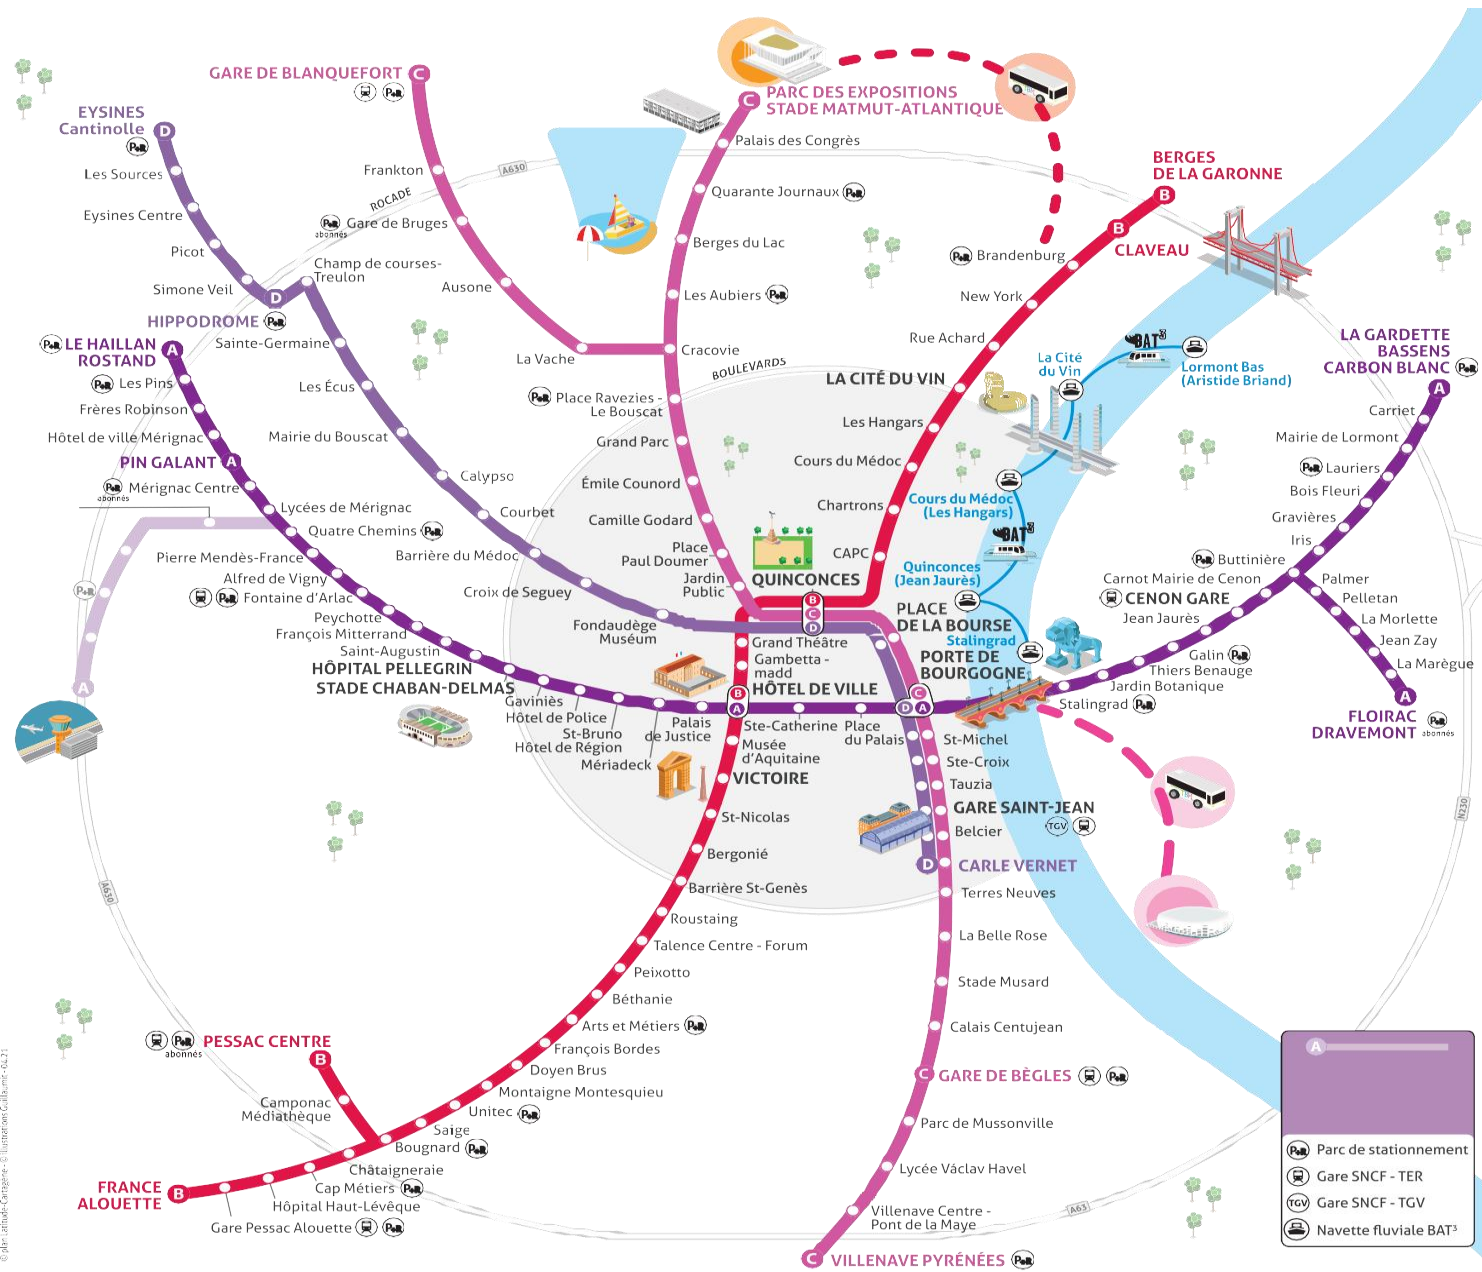 GARE DE BLANQUEFORT
C
P+R
EYSINES
Cantinolle
D
P+R
Les Sources
Eysines Centre
Picot
Simone Veil
D
HIPPODROME
P+R
Champ de courses-
Treulon
Sainte-Germaine
Les Écus
Mairie du Bouscat
Calypso
Courbet
Barrière du Médoc
Croix de Seguey
Fondaudège
Muséum
Frankton
ROCADE
A630
P+R
abonnés
Gare de Bruges
Ausone
La Vache
C
PARC DES EXPOSITIONS
STADE MATMUT-ATLANTIQUE
Palais des Congrès
Quarante Journaux
P+R
Berges du Lac
Les Aubiers
P+R
Cracovie
BOULEVARDS
P+R
Place Ravezies -
Le Bouscat
Grand Parc
Émile Counord
Camille Godard
Place
Paul Doumer
Jardin
Public
BERGES
DE LA GARONNE
B
B
CLAVEAU
P+R
Brandenburg
New York
Rue Achard
LA CITÉ DU VIN
Les Hangars
Cours du Médoc
Chartrons
CAPC
QUINCONCES
B
C
D
La Cité
du Vin
BAT3
Lormont Bas
(Aristide Briand)
Cours du Médoc
(Les Hangars)
BAT3
Quinconces
(Jean Jaurès)
Stalingrad
PLACE
DE LA BOURSE
PORTE DE
BOURGOGNE
P+R
LE HAILLAN
ROSTAND
A
P+R
Les Pins
Frères Robinson
Hôtel de ville Mérignac
PIN GALANT
A
P+R
abonnés
Mérignac Centre
Lycées de Mérignac
Quatre Chemins
P+R
Pierre Mendès-France
Alfred de Vigny
P+R
Fontaine d'Arlac
Peychotte
François Mitterrand
Saint-Augustin
HÔPITAL PELLEGRIN
STADE CHABAN-DELMAS
Gaviniès
Hôtel de Police
St-Bruno
Hôtel de Région
Mériadeck
Palais
de Justice
P+R
A
Grand Théâtre
Gambetta -
madd
B
A
HÔTEL DE VILLE
Ste-Catherine
Place
du Palais
C
D
A
Musée
d'Aquitaine
VICTOIRE
St-Nicolas
Bergonié
Barrière St-Genès
Roustaing
Talence Centre - Forum
Peixotto
Béthanie
Arts et Métiers
P+R
François Bordes
Doyen Brus
Montaigne Montesquieu
Unitec
P+R
Saige
Bougnard
P+R
Châtaigneraie
Cap Métiers
P+R
Hôpital Haut-Lévêque
Gare Pessac Alouette
P+R
P+R
abonnés
PESSAC CENTRE
B
Camponac
Médiathèque
FRANCE
ALOUETTE
B
St-Michel
Ste-Croix
Tauzia
GARE SAINT-JEAN
TGV
Belcier
D
CARLE VERNET
Terres Neuves
La Belle Rose
Stade Musard
Calais Centujean
C
GARE DE BÈGLES
P+R
Parc de Mussonville
Lycée Václav Havel
Villenave Centre -
Pont de la Maye
C
VILLENAVE PYRÉNÉES
P+R
A630
A63
N230
LA GARDETTE
BASSENS
CARBON BLANC
P+R
A
Carriet
Mairie de Lormont
P+R
Lauriers
Bois Fleuri
Gravières
Iris
P+R
Buttinière
Carnot Mairie de Cenon
CENON GARE
Jean Jaurès
Galin
P+R
Thiers Benauge
Jardin Botanique
Stalingrad
P+R
Palmer
Pelletan
La Morlette
Jean Zay
La Marègue
A
FLOIRAC
DRAVEMONT
P+R
abonnés
A
P+R
Parc de stationnement
Gare SNCF - TER
TGV
Gare SNCF - TGV
Navette fluviale BAT3
© plan Latitude-Cartagène - © illustrations Guillaumit - 04.21